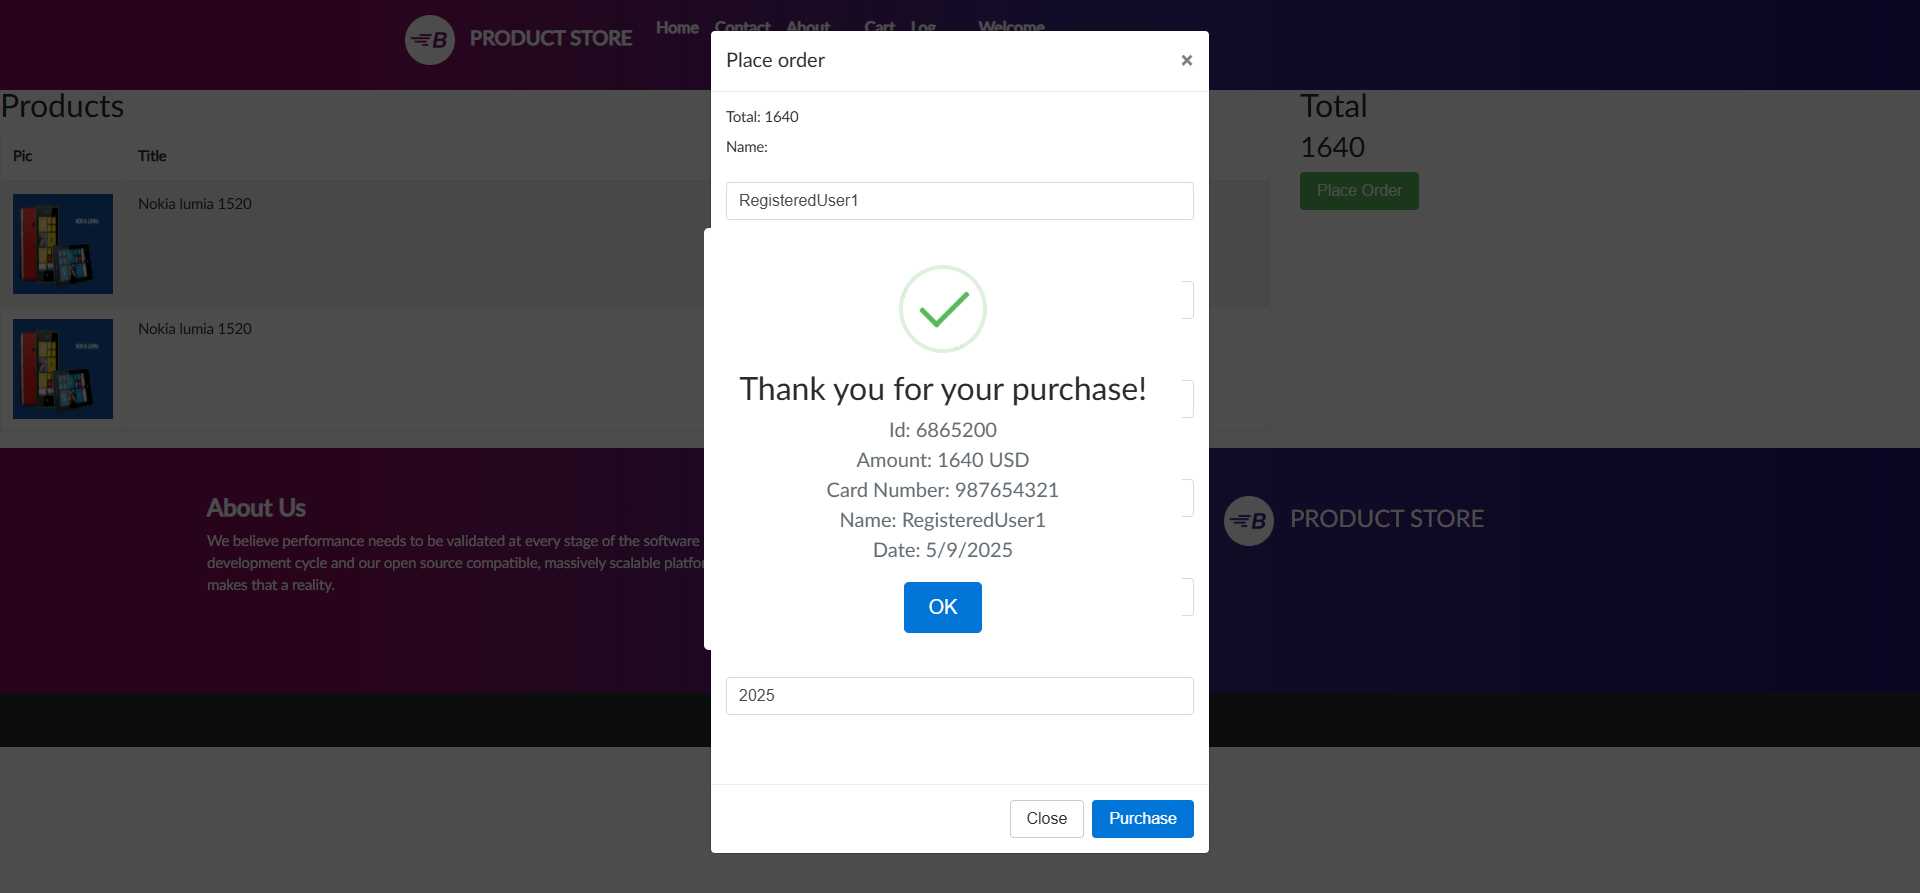 PRODUCT STORE
Home Contact About Cart Log Welcome
Place order ×
Total: 1640
Name:
RegisteredUser1
Products
Pic Title
Nokia lumia 1520
Nokia lumia 1520
Total
1640
Place Order
Thank you for your purchase!
Id: 6865200
Amount: 1640 USD
Card Number: 987654321
Name: RegisteredUser1
Date: 5/9/2025
OK
2025
Close Purchase
About Us
We believe performance needs to be validated at every stage of the software
development cycle and our open source compatible, massively scalable
makes that a reality.
B PRODUCT STORE